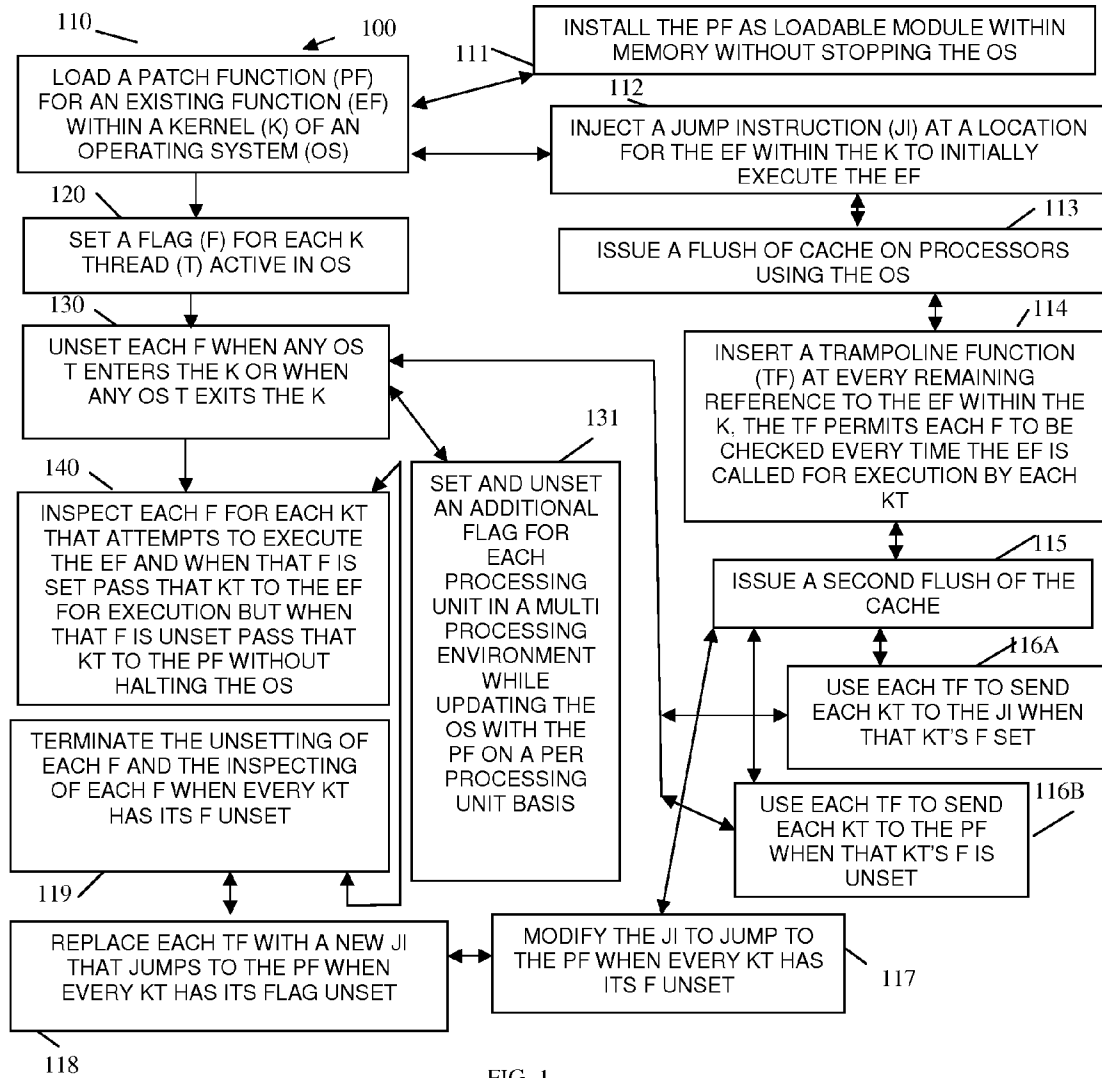 110
100
LOAD A PATCH FUNCTION (PF)
FOR AN EXISTING FUNCTION (EF)
WITHIN A KERNEL (K) OF AN
OPERATING SYSTEM (OS)
111
INSTALL THE PF AS LOADABLE MODULE
WITHIN MEMORY WITHOUT STOPPING THE OS
112
INJECT A JUMP INSTRUCTION (JI) AT A LOCATION
FOR THE EF WITHIN THE K TO INITIALLY
EXECUTE THE EF
120
SET A FLAG (F) FOR EACH K
THREAD (T) ACTIVE IN OS
113
ISSUE A FLUSH OF CACHE ON PROCESSORS
USING THE OS
130
UNSET EACH F WHEN ANY OS
T ENTERS THE K OR WHEN
ANY OS T EXITS THE K
114
INSERT A TRAMPOLINE FUNCTION
(TF) AT EVERY REMAINING
REFERENCE TO THE EF WITHIN THE
K, THE TF PERMITS EACH F TO BE
CHECKED EVERY TIME THE EF IS
CALLED FOR EXECUTION BY EACH
KT
131
SET AND UNSET
AN ADDITIONAL
FLAG FOR
EACH
PROCESSING
UNIT IN A MULTI
PROCESSING
ENVIRONMENT
WHILE
UPDATING THE
OS WITH THE
PF ON A PER
PROCESSING
UNIT BASIS
140
INSPECT EACH F FOR EACH KT
THAT ATTEMPTS TO EXECUTE
THE EF AND WHEN THAT F IS
SET PASS THAT KT TO THE EF
FOR EXECUTION BUT WHEN
THAT F IS UNSET PASS THAT
KT TO THE PF WITHOUT
HALTING THE OS
115
ISSUE A SECOND FLUSH OF THE
CACHE
116A
USE EACH TF TO SEND
EACH KT TO THE JI WHEN
THAT KT'S F SET
TERMINATE THE UNSETTING OF
EACH F AND THE INSPECTING
OF EACH F WHEN EVERY KT
HAS ITS F UNSET
119
116B
USE EACH TF TO SEND
EACH KT TO THE PF
WHEN THAT KT'S F IS
UNSET
REPLACE EACH TF WITH A NEW JI
THAT JUMPS TO THE PF WHEN
EVERY KT HAS ITS FLAG UNSET
118
MODIFY THE JI TO JUMP TO
THE PF WHEN EVERY KT HAS
ITS F UNSET
117
FIG. 1